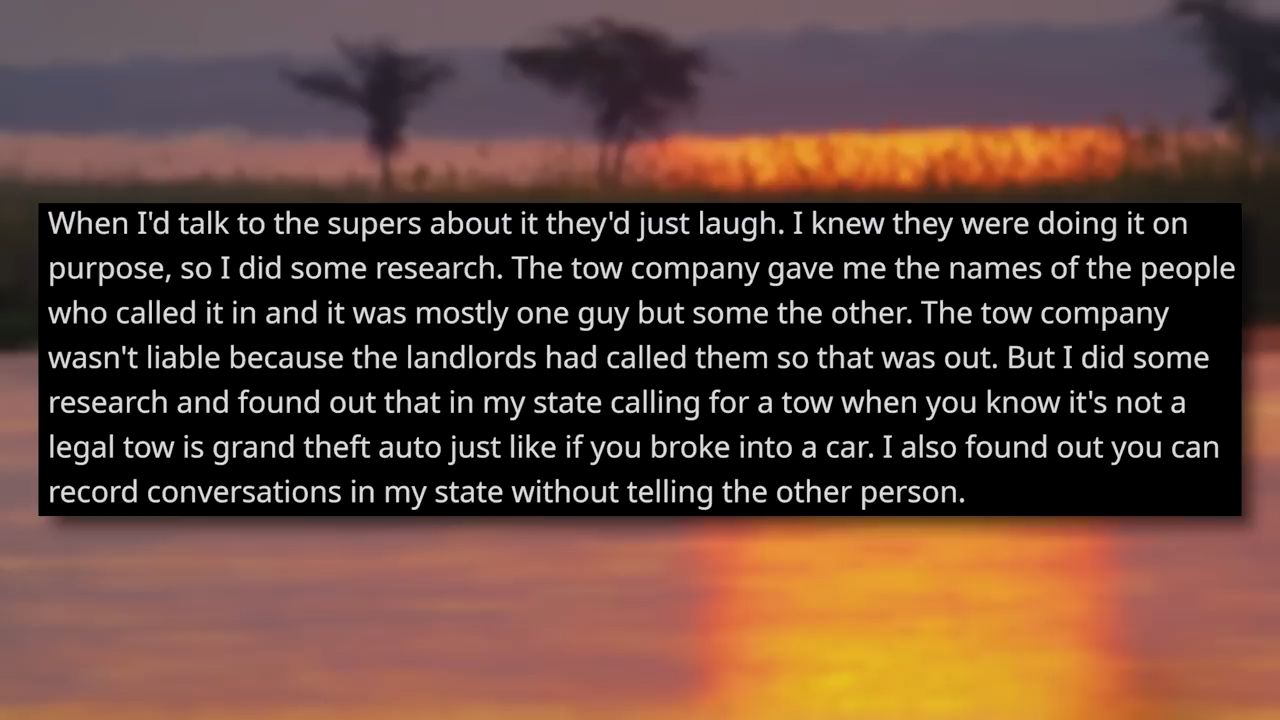 When I'd talk to the supers about it they'd just laugh. I knew they were doing it on
purpose, so I did some research. The tow company gave me the names of the people
who called it in and it was mostly one guy but some the other. The tow company
wasn't liable because the landlords had called them so that was out. But I did some
research and found out that in my state calling for a tow when you know it's not a
legal tow is grand theft auto just like if you broke into a car. I also found out you can
record conversations in my state without telling the other person.